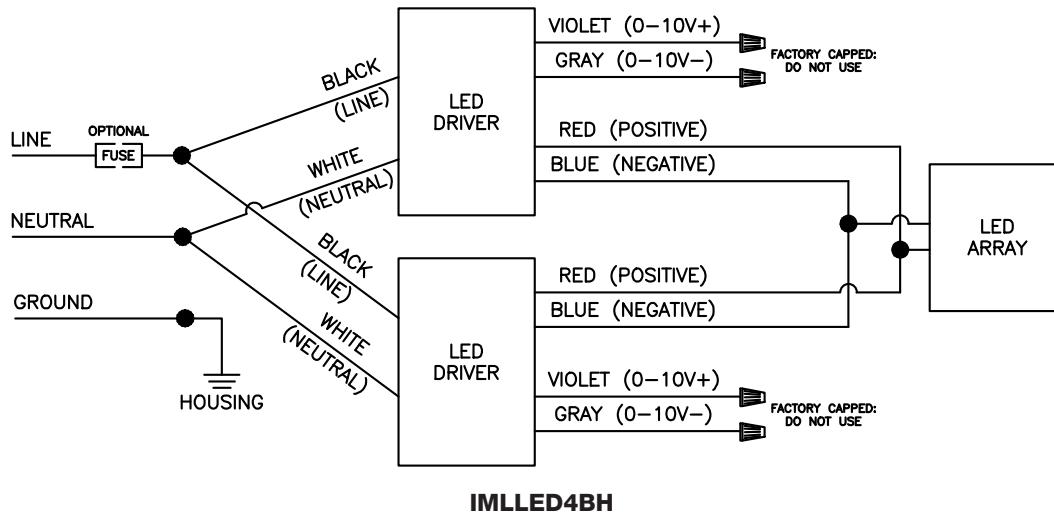 VIOLET (0-10V+)
FACTORY CAPPED:
DO NOT USE
GRAY (0-10V-)
BLACK
(LINE)
LED
DRIVER
OPTIONAL
LINE
FUSE
RED (POSITIVE)
WHITE
(NEUTRAL)
BLUE (NEGATIVE)
NEUTRAL
LED
ARRAY
BLACK
(LINE)
RED (POSITIVE)
GROUND
BLUE (NEGATIVE)
WHITE
(NEUTRAL)
LED
DRIVER
HOUSING
VIOLET (0-10V+)
FACTORY CAPPED:
DO NOT USE
GRAY (0-10V-)
IMLLED4BH